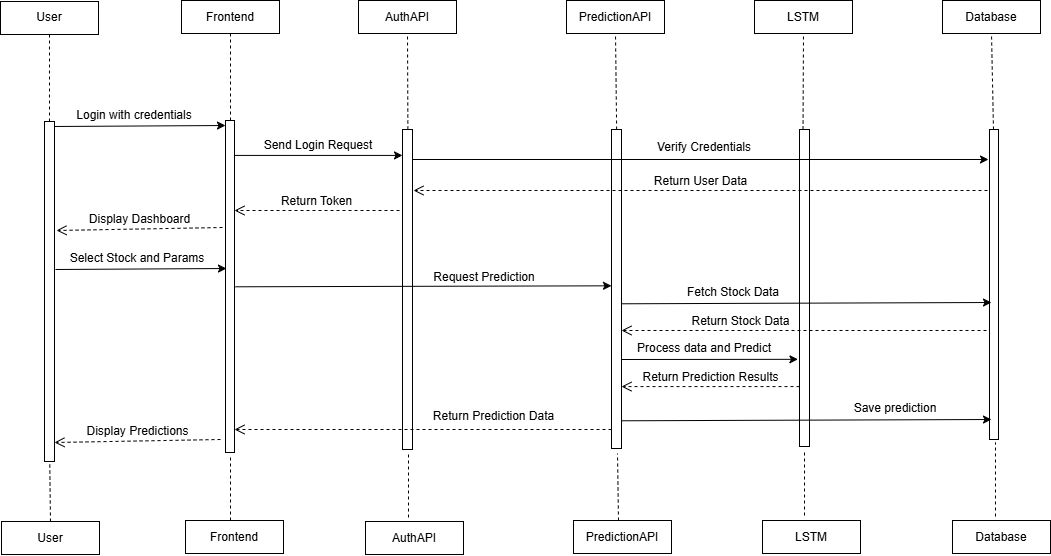 User
Frontend
AuthAPI
PredictionAPI
LSTM
Database
Login with credentials
Send Login Request
Verify Credentials
Return User Data
Return Token
Display Dashboard
Select Stock and Params
Request Prediction
Fetch Stock Data
Return Stock Data
Process data and Predict
Return Prediction Results
Save prediction
Return Prediction Data
Display Predictions
User
Frontend
AuthAPI
PredictionAPI
LSTM
Database